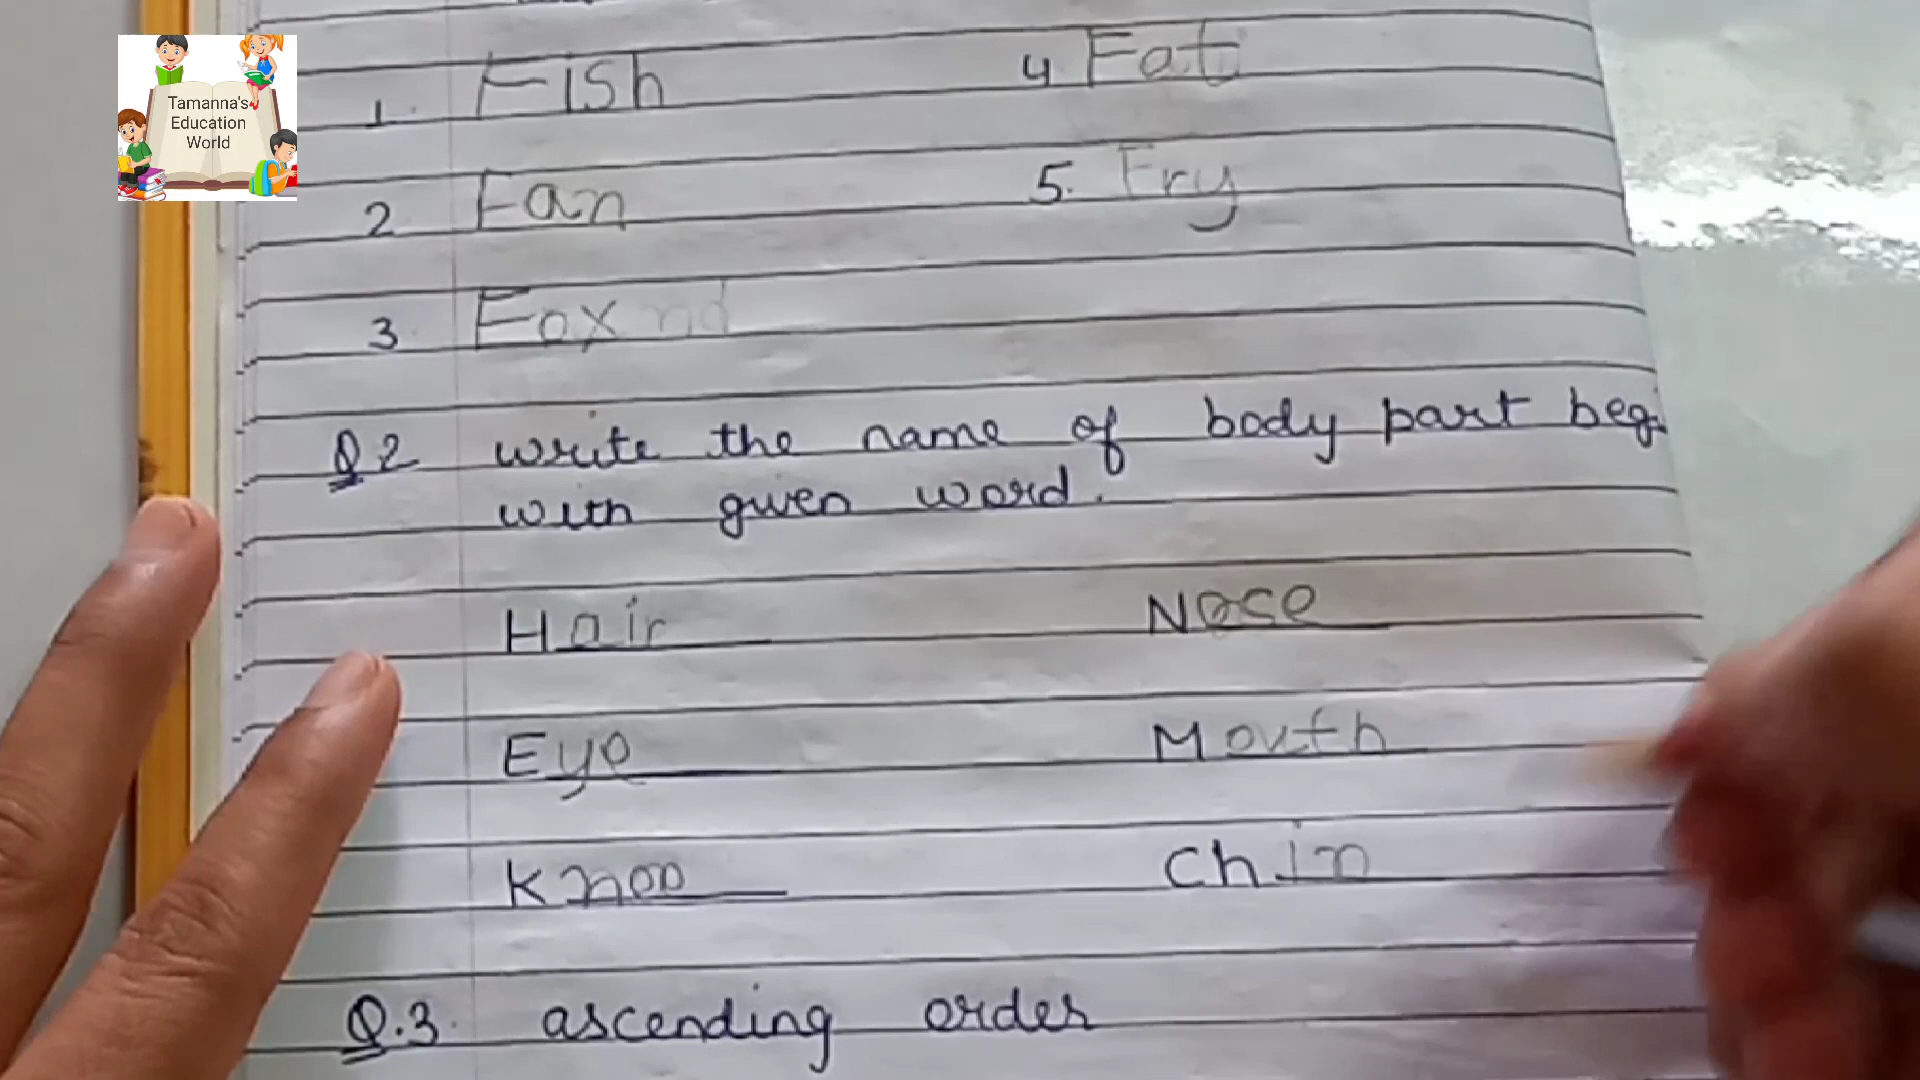 Tamanna's
Education
World
1. Fish 4 Fat
2 Fan 5. Fry
3 Fox nd
Q2 write the name of body part beg.
with given word.
Hair Nose
Eye Mouth
Knee Chin
Q.3. ascending order